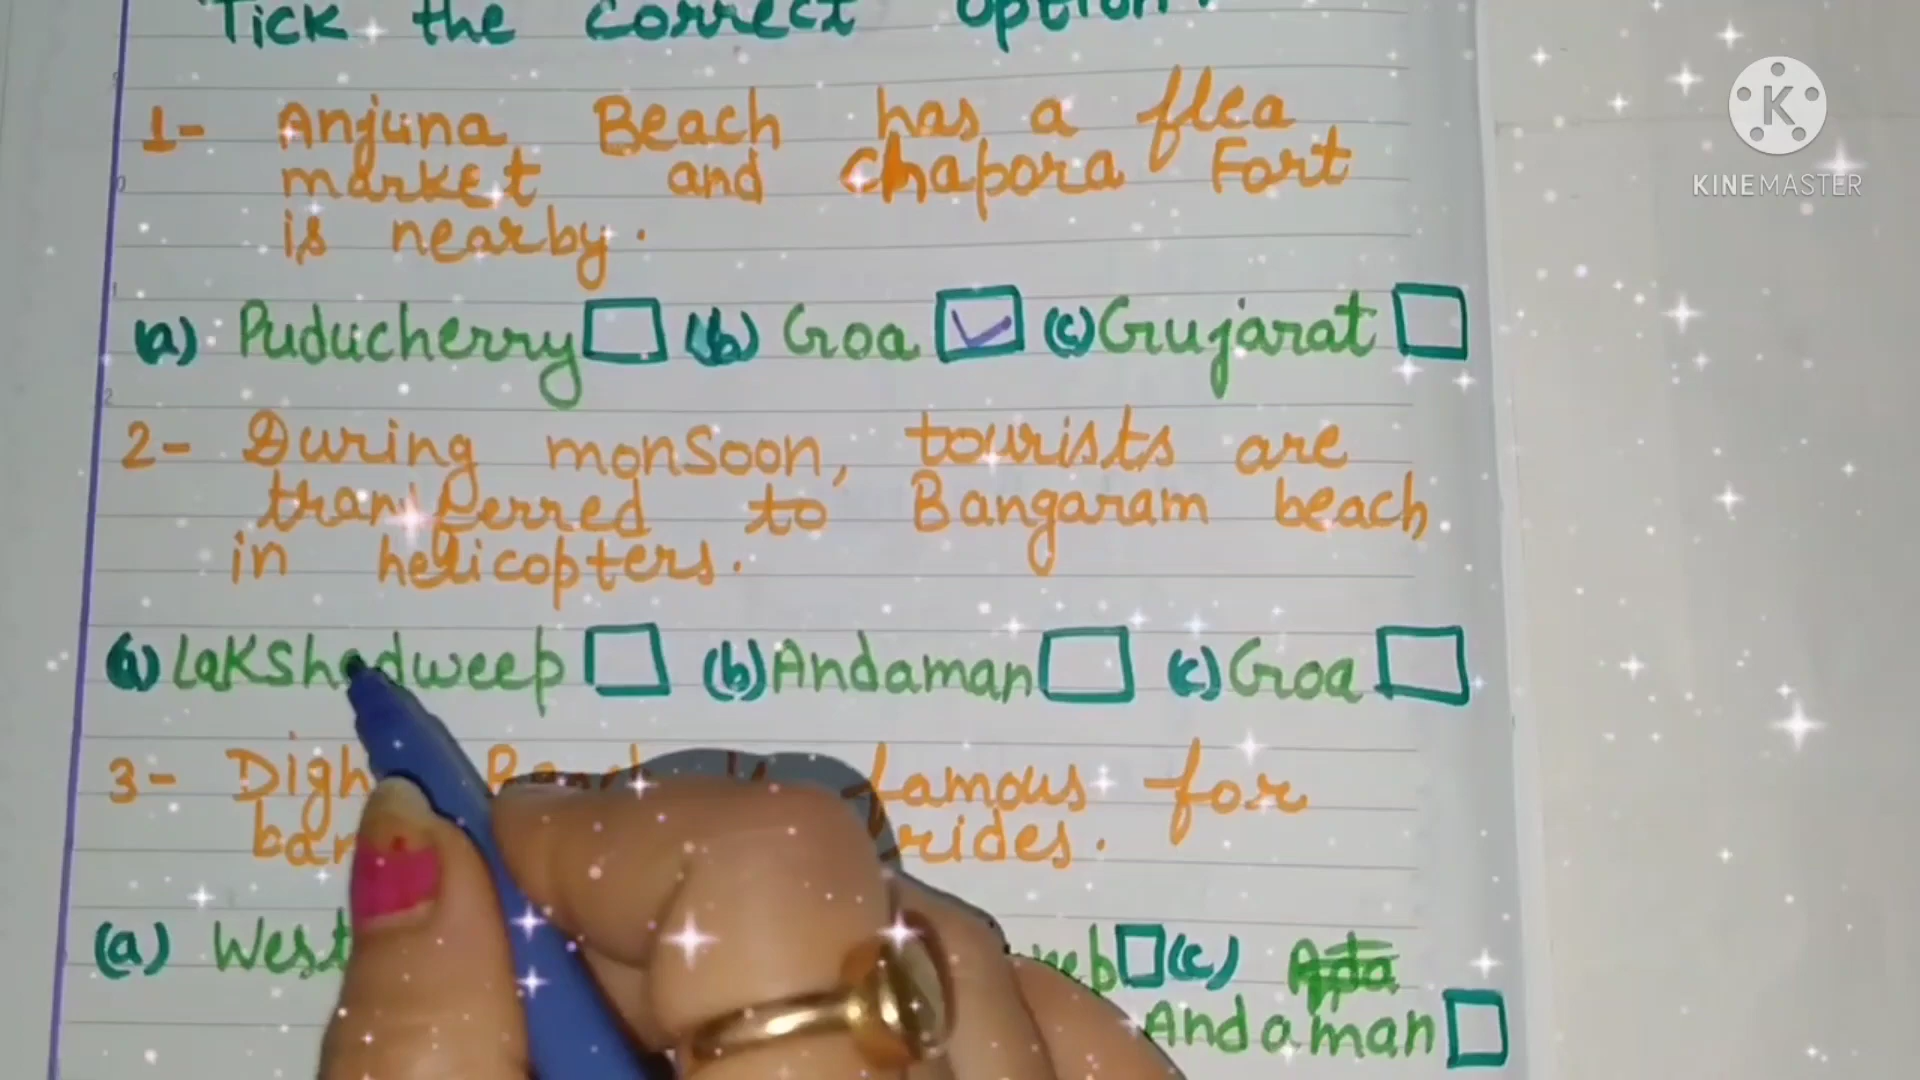 Tick the correct option.
KINEMASTER
1- Anjuna Beach has a flea
market and Chapora Fort
is nearby.
(a) Puducherry (b) Goa (c) Gujarat
2- During monsoon, tourists are
to Bangaram beach
in helicopters.
(a) Lakshadweep (b) Andaman (c) Goa
3- famous for
rides.
(a) West (c)
Andaman